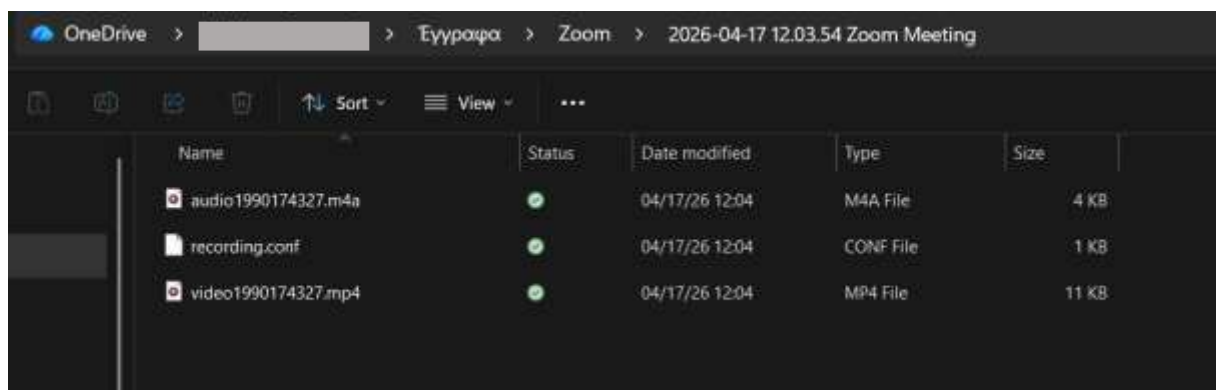 OneDrive > > Έγγραφα > Zoom > 2026-04-17 12.03.54 Zoom Meeting
Sort View ...
Name Status Date modified Type Size
audio1990174327.m4a 04/17/26 12:04 M4A File 4 KB
recording.conf 04/17/26 12:04 CONF File 1 KB
video1990174327.mp4 04/17/26 12:04 MP4 File 11 KB